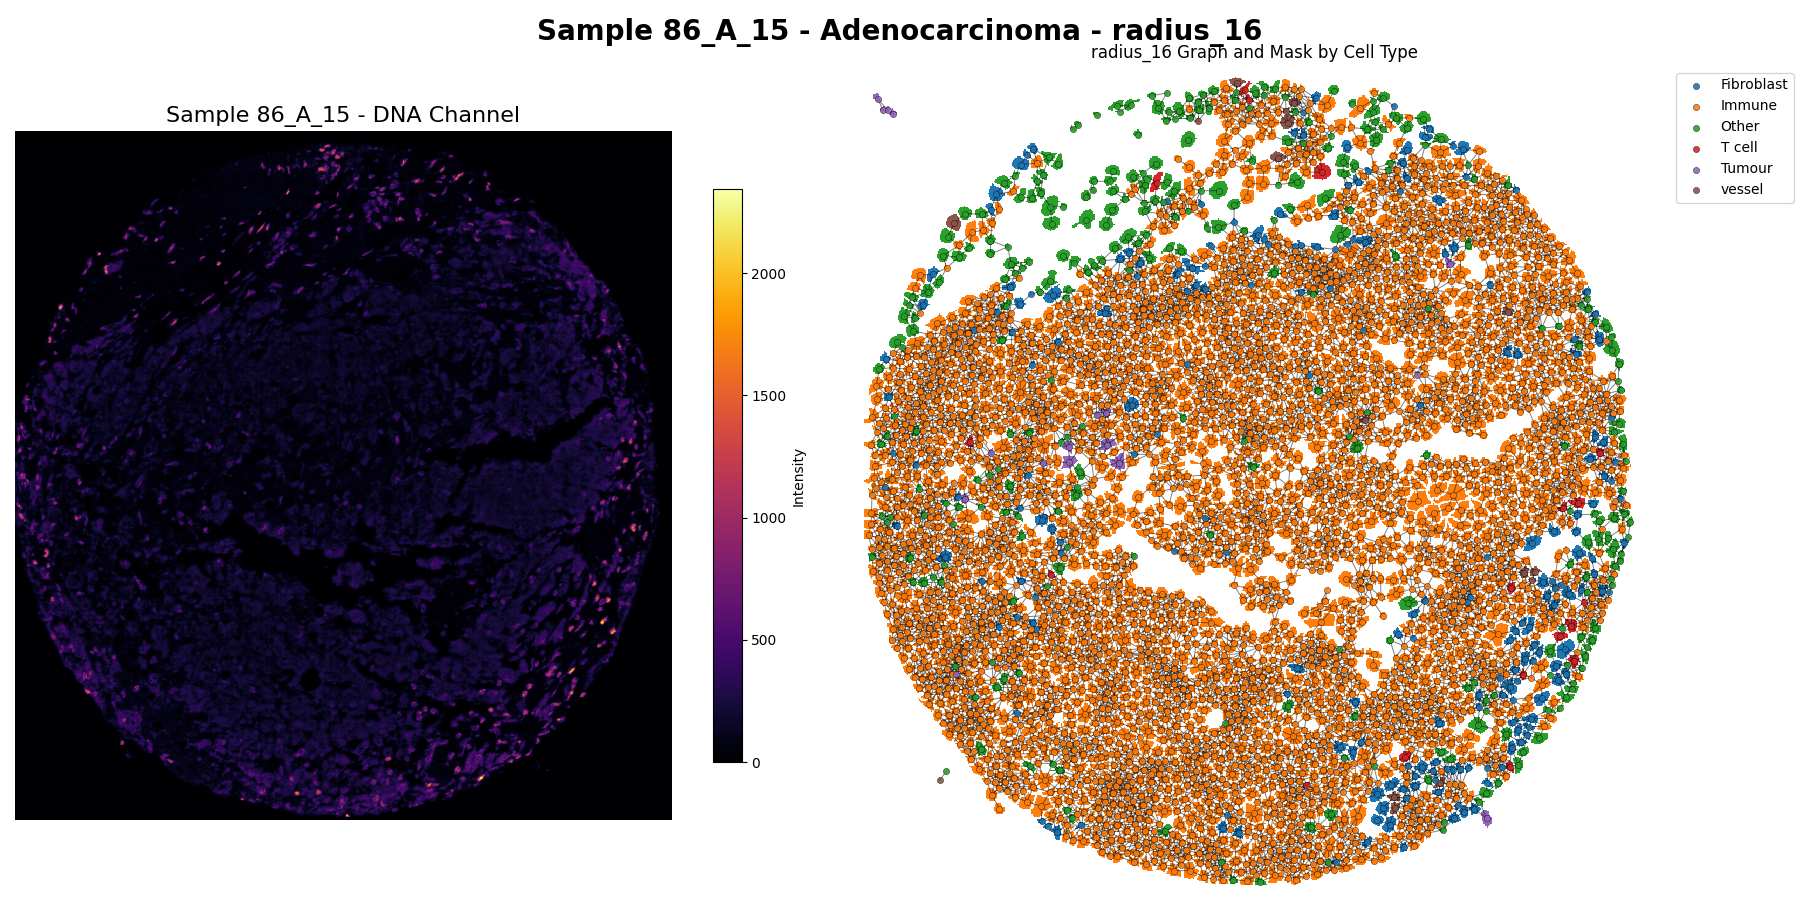 Sample 86_A_15 - Adenocarcinoma - radius_16
Sample 86_A_15 - DNA Channel
2000
1500
1000
500
0
Intensity
radius_16 Graph and Mask by Cell Type
Fibroblast
Immune
Other
T cell
Tumour
vessel